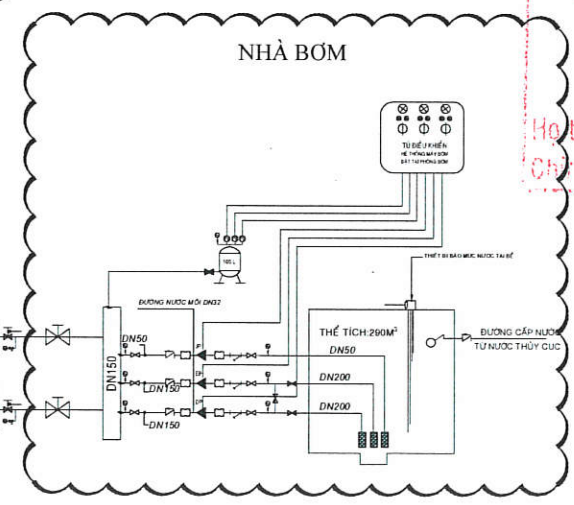 NHÀ BƠM
TỦ ĐIỀU KHIỂN
HỆ THỐNG MÁY BƠM
ĐẶT TẠI PHÒNG BƠM
THIẾT BỊ BÁO MỨC NƯỚC TẠI BỂ
ĐƯỜNG NƯỚC MỒI DN32
THỂ TÍCH:290M³
ĐƯỜNG CẤP NƯỚC
TỪ NƯỚC THỦY CỤC
DN150
DN50
DN50
DN150
DN200
DN150
DN200